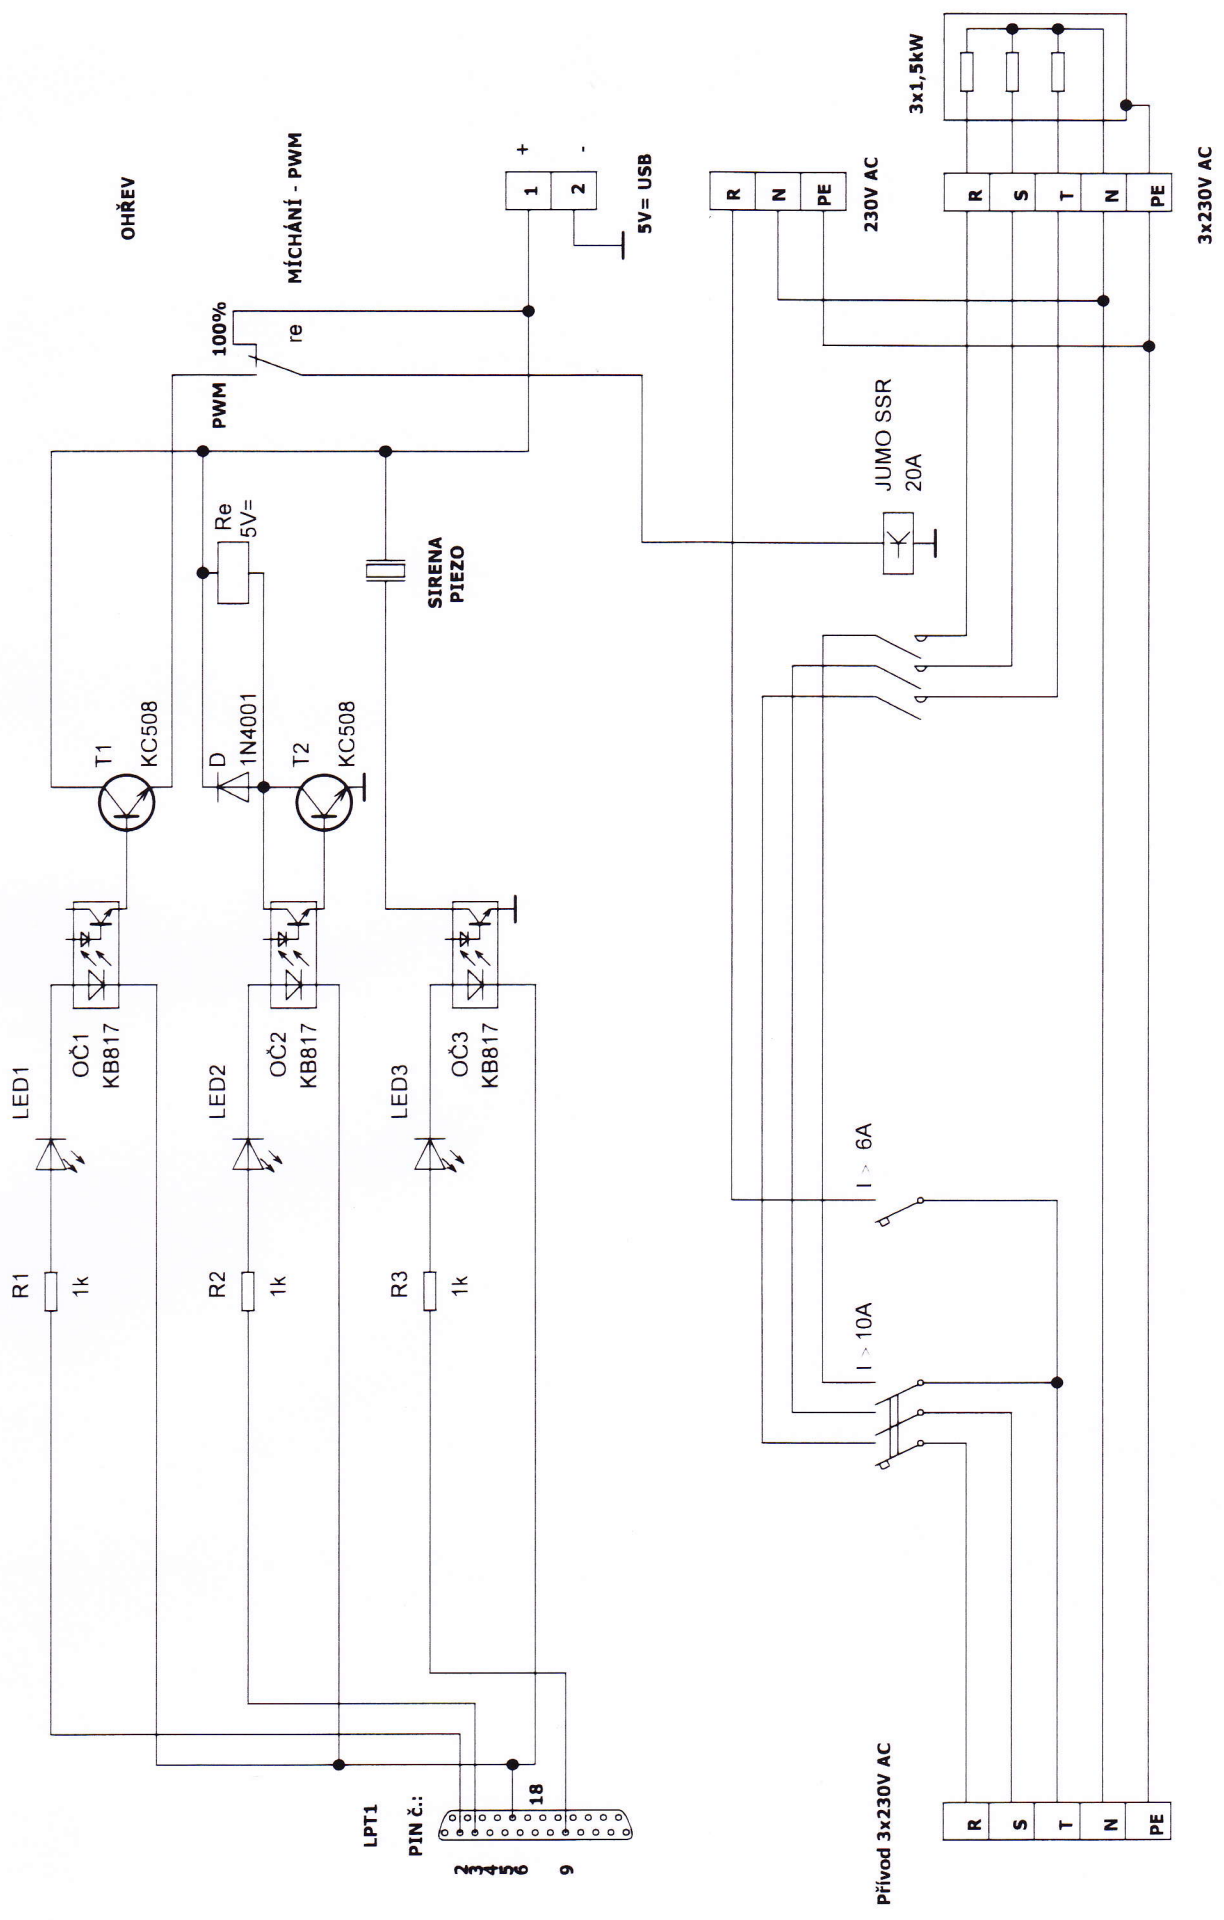 OHŘEV
MÍCHÁNÍ - PWM
T1
KC508
PWM 100%
re
LED1
OČ1
KB817
R1
1k
D
1N4001
Re
5V=
T2
KC508
LED2
OČ2
KB817
R2
1k
SIRENA
PIEZO
LED3
OČ3
KB817
R3
1k
1 +
2 -
5V= USB
LPT1
PIN č.:
18
2
3
4
5
6
9
R
N
PE
230V AC
3x1,5kW
JUMO SSR
20A
I > 6A
I > 10A
R
S
T
N
PE
3x230V AC
Přívod 3x230V AC
R
S
T
N
PE